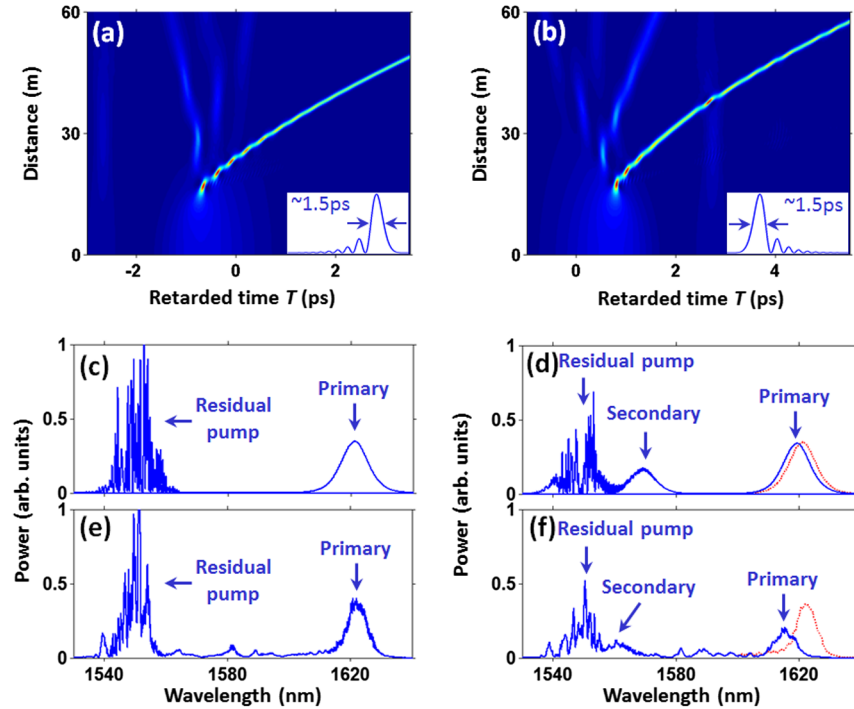 (a)
60
30
0
Distance (m)
-2
0
2
Retarded time T (ps)
~1.5ps
(b)
60
30
0
Distance (m)
0
2
4
Retarded time T (ps)
~1.5ps
(c)
1
0.5
0
Residual
pump
Primary
(d)
1
0.5
0
Residual pump
Secondary
Primary
Power (arb. units)
Power (arb. units)
(e)
1
0.5
0
Residual
pump
Primary
1540
1580
1620
Wavelength (nm)
(f)
1
0.5
0
Residual pump
Secondary
Primary
1540
1580
1620
Wavelength (nm)